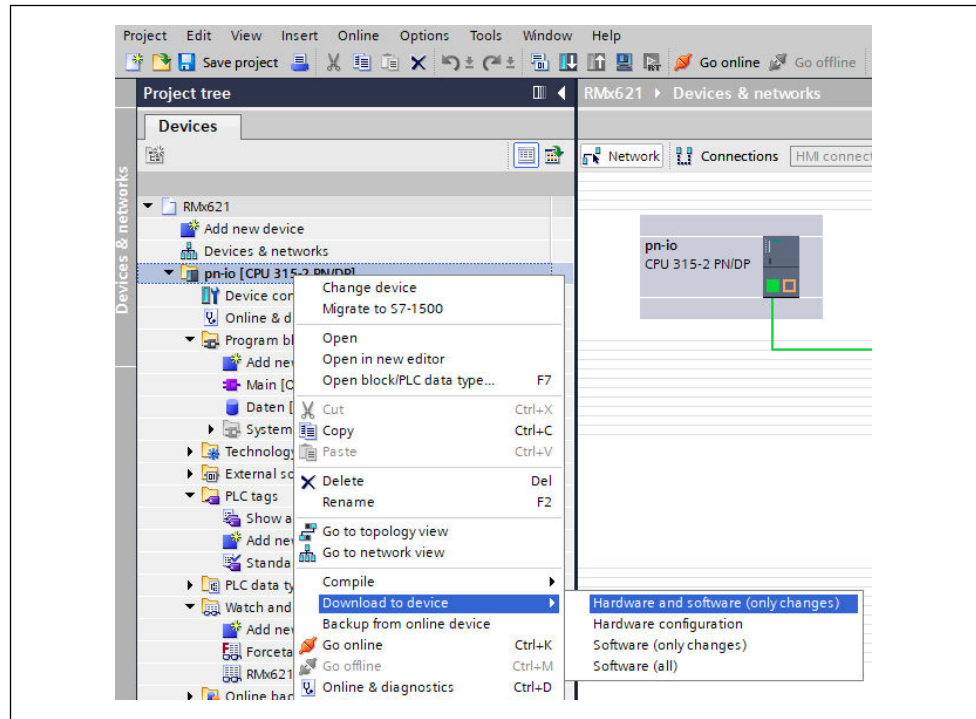 Project Edit View Insert Online Options Tools Window Help
Save project Go online Go offline
Project tree
RMx621 Devices & networks
Devices
Devices & networks
Network Connections HMI connect
RMx621
Add new device
Devices & networks
pn-io [CPU 315-2 PN/DP]
Device con
Online & d
Program bl
Add nev
Main [O
Daten [
System
Technology
External so
PLC tags
Show a
Add nev
Standa
PLC data ty
Watch and
Add nev
Forceta
RMx621
Online bac
Change device
Migrate to S7-1500
Open
Open in new editor
Open block/PLC data type... F7
Cut Ctrl+X
Copy Ctrl+C
Paste Ctrl+V
Delete Del
Rename F2
Go to topology view
Go to network view
Compile
Download to device
Backup from online device
Go online Ctrl+K
Go offline Ctrl+M
Online & diagnostics Ctrl+D
Hardware and software (only changes)
Hardware configuration
Software (only changes)
Software (all)
pn-io
CPU 315-2 PN/DP